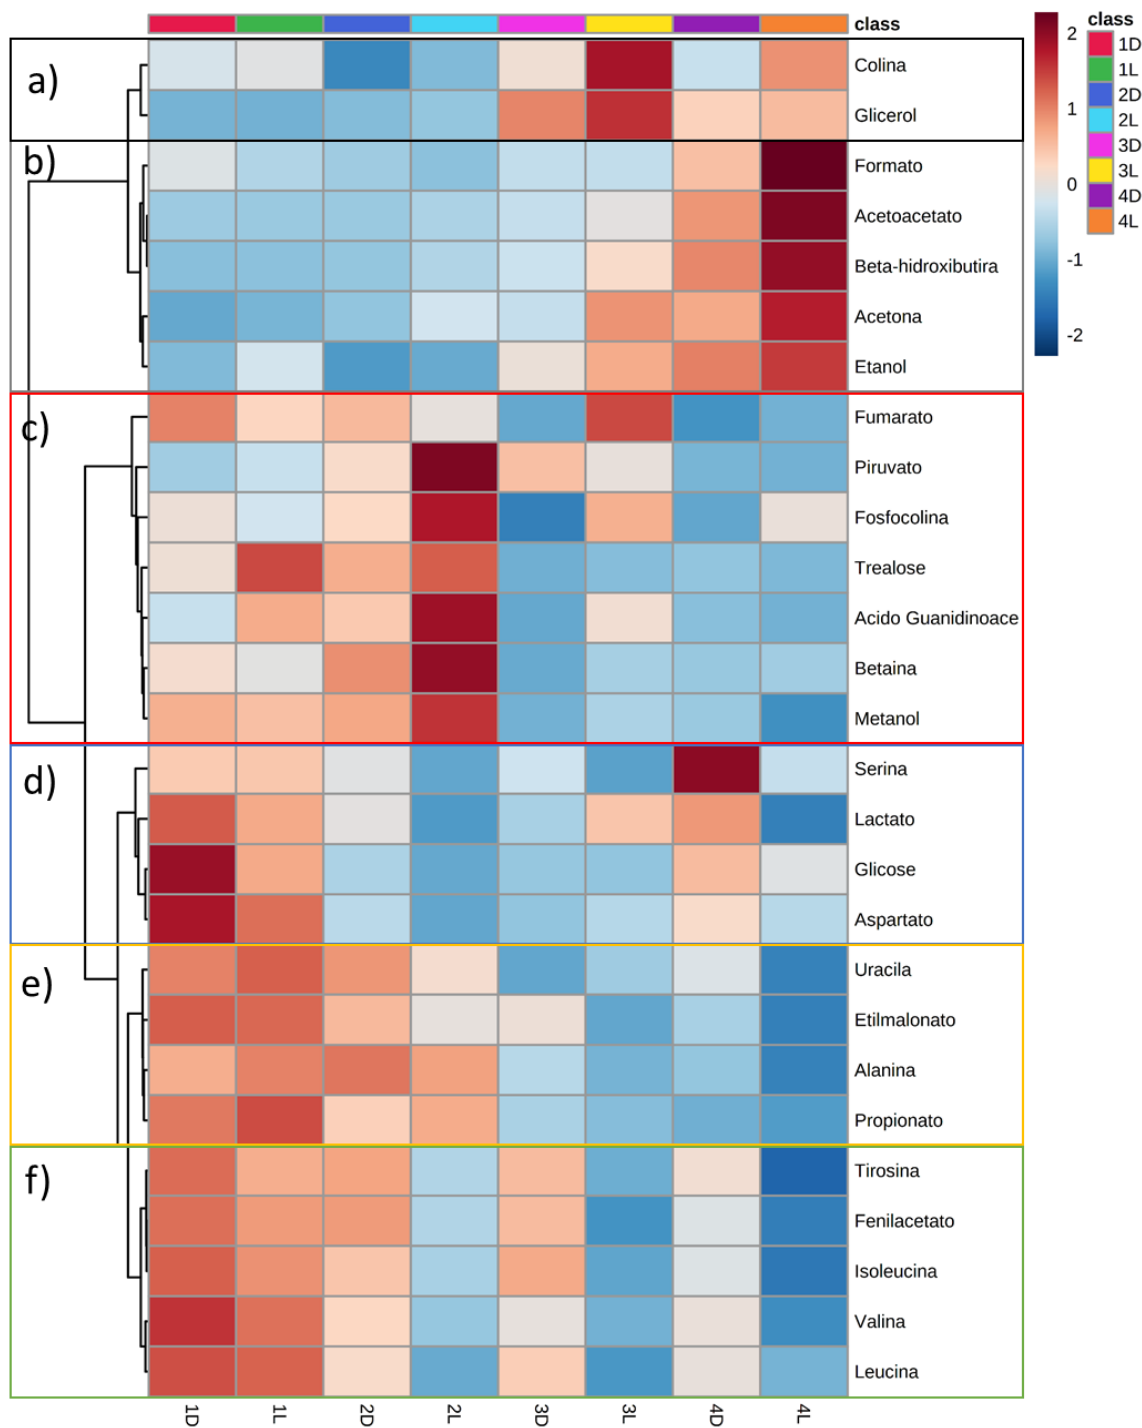 class
a)
Colina
Glicerol
b)
Formato
Acetoacetato
Beta-hidroxibutira
Acetona
Etanol
c)
Fumarato
Piruvato
Fosfocolina
Trealose
Acido Guanidinoace
Betaina
Metanol
d)
Serina
Lactato
Glicose
Aspartato
e)
Uracila
Etilmalonato
Alanina
Propionato
f)
Tirosina
Fenilacetato
Isoleucina
Valina
Leucina
1D 1L 2D 2L 3D 3L 4D 4L
2
1
0
-1
-2
class
1D
1L
2D
2L
3D
3L
4D
4L